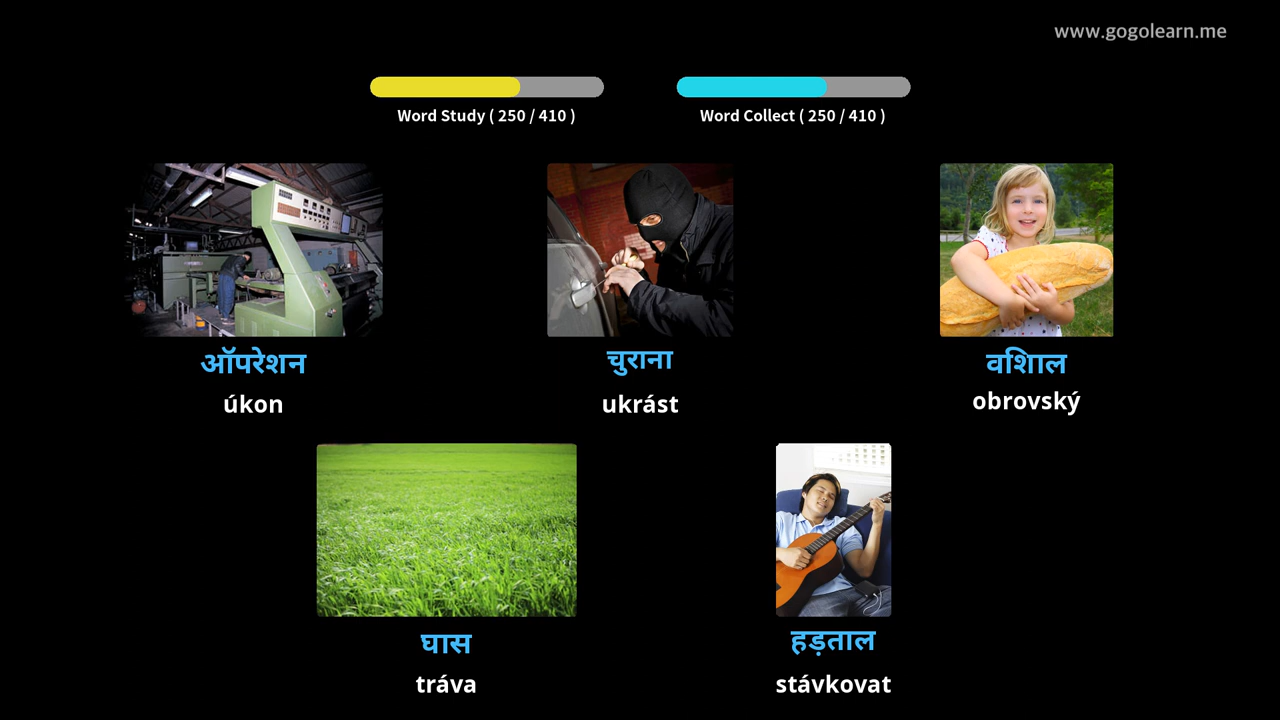 www.gogolearn.me
Word Study ( 250 / 410 )
Word Collect ( 250 / 410 )
ऑपरेशन
चुराना
विशाल
úkon
ukrást
obrovský
घास
हड़ताल
tráva
stávkovat